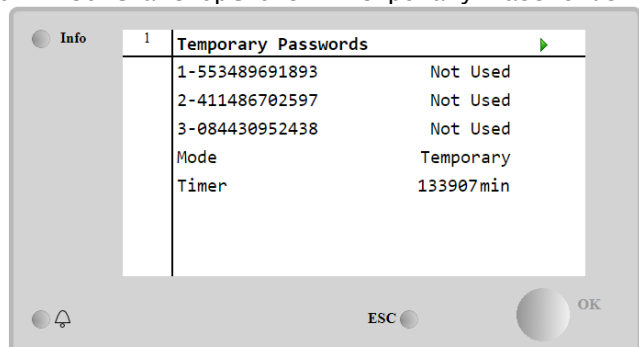 Info
1 Temporary Passwords
1-553489691893 Not Used
2-411486702597 Not Used
3-084430952438 Not Used
Mode Temporary
Timer 133907min
ESC OK